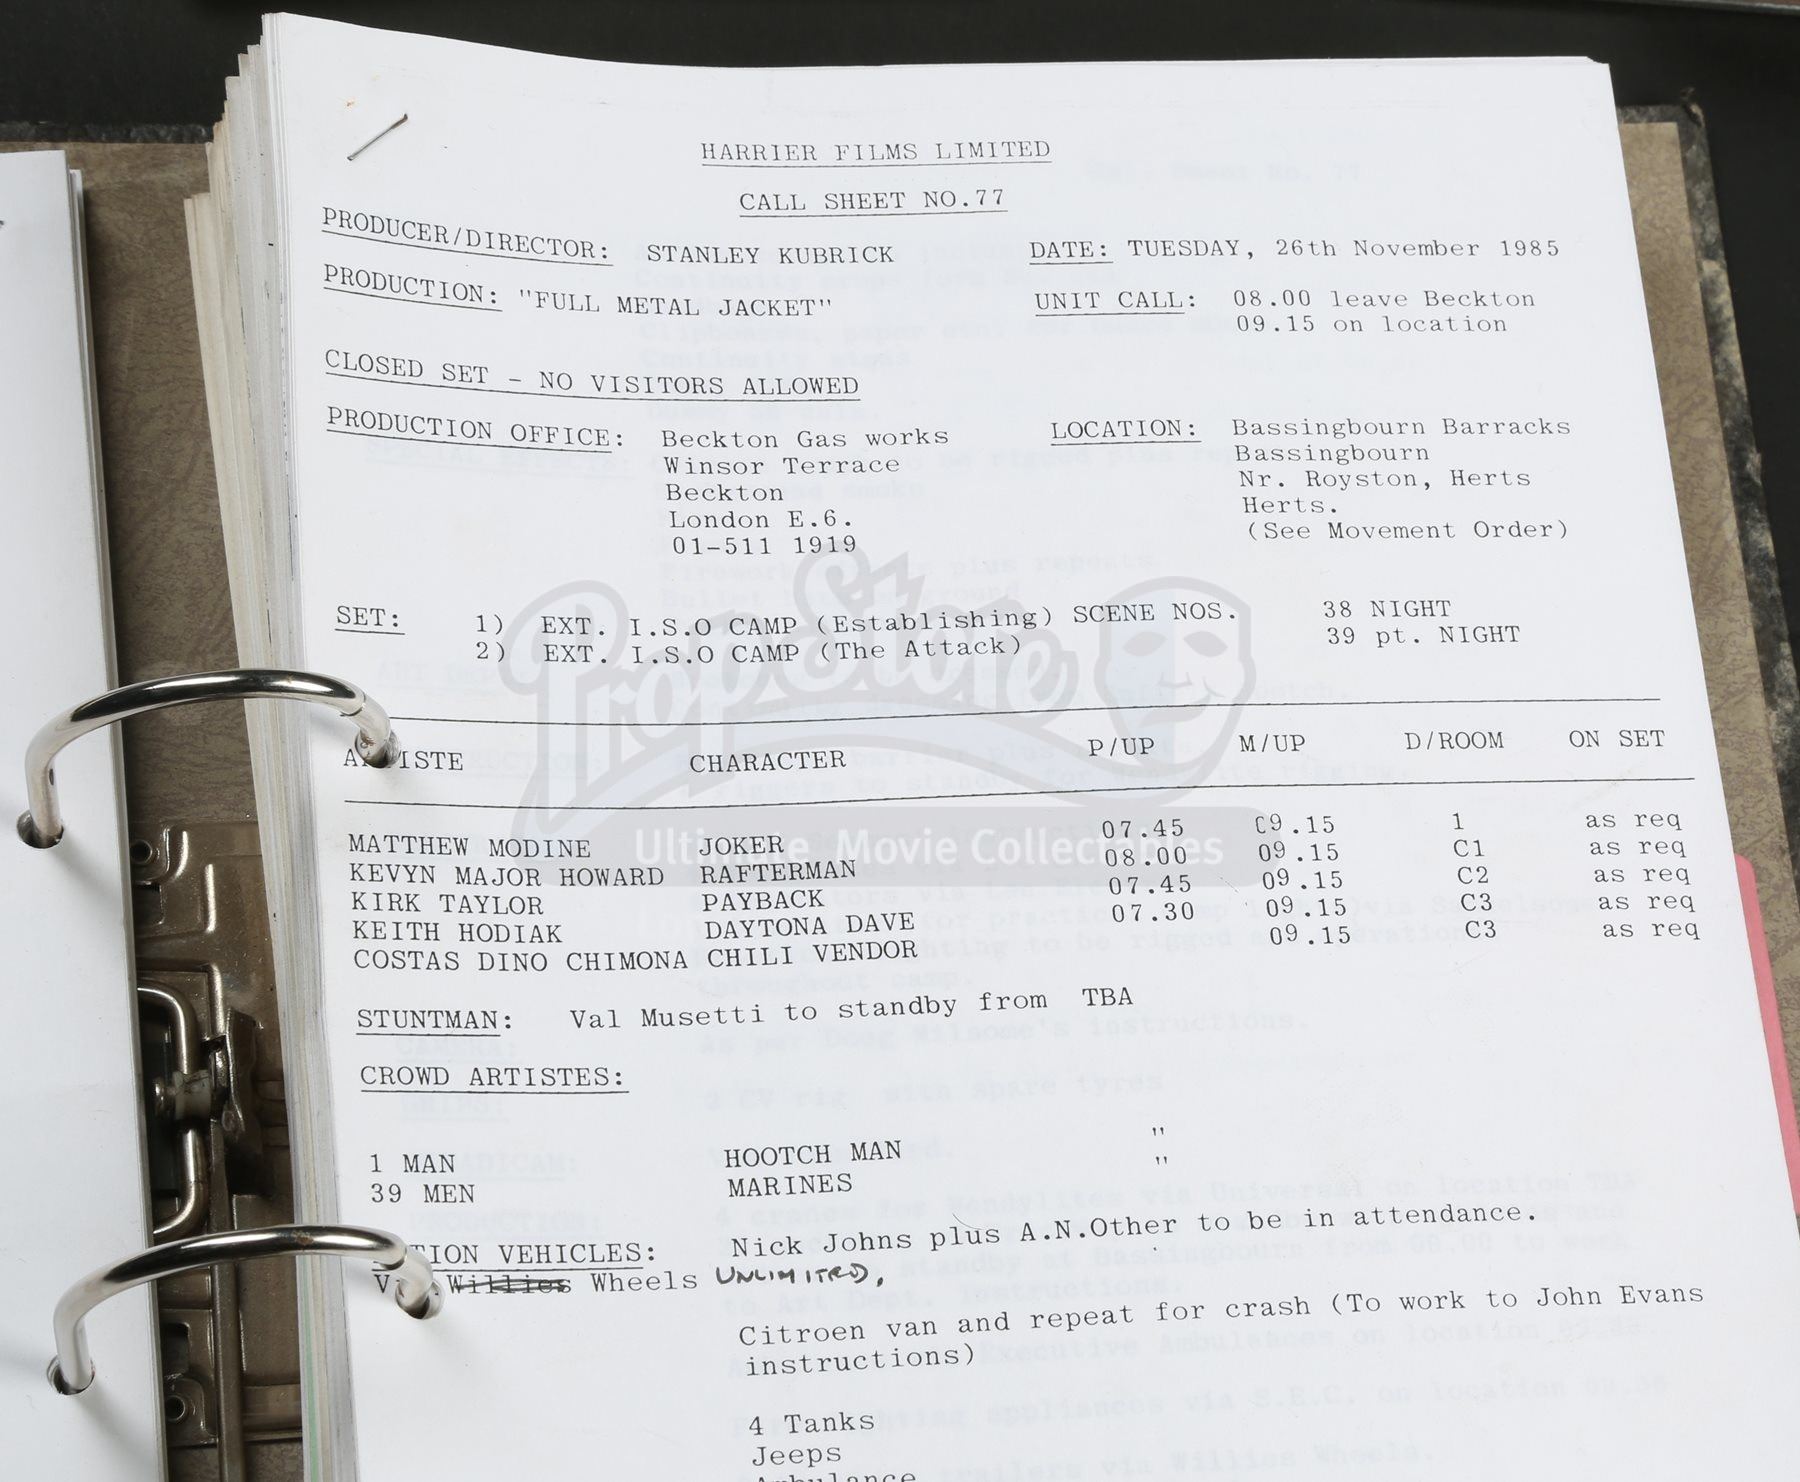 HARRIER FILMS LIMITED
CALL SHEET NO.77
PRODUCER/DIRECTOR: STANLEY KUBRICK DATE: TUESDAY, 26th November 1985
PRODUCTION: "FULL METAL JACKET" UNIT CALL: 08.00 leave Beckton
09.15 on location
CLOSED SET - NO VISITORS ALLOWED
PRODUCTION OFFICE: Beckton Gas works LOCATION: Bassingbourn Barracks
Winsor Terrace Bassingbourn
Beckton Nr. Royston, Herts
London E.6. Herts.
01-511 1919 (See Movement Order)
SET: 1) EXT. I.S.O CAMP (Establishing) SCENE NOS. 38 NIGHT
2) EXT. I.S.O CAMP (The Attack) 39 pt. NIGHT
Prop Store
Ultimate Movie Collectables
ARTISTE CHARACTER P/UP M/UP D/ROOM ON SET
MATTHEW MODINE JOKER 07.45 09.15 1 as req
KEVYN MAJOR HOWARD RAFTERMAN 08.00 09.15 C1 as req
KIRK TAYLOR PAYBACK 07.45 09.15 C2 as req
KEITH HODIAK DAYTONA DAVE 07.30 09.15 C3 as req
COSTAS DINO CHIMONA CHILI VENDOR 09.15 C3 as req
STUNTMAN: Val Musetti to standby from TBA
CROWD ARTISTES:
1 MAN HOOTCH MAN "
39 MEN MARINES "
ACTION VEHICLES: Nick Johns plus A.N.Other to be in attendance.
Via Willies Wheels UNLIMITED,
Citroen van and repeat for crash (To work to John Evans
instructions)
4 Tanks
Jeeps
Ambulance